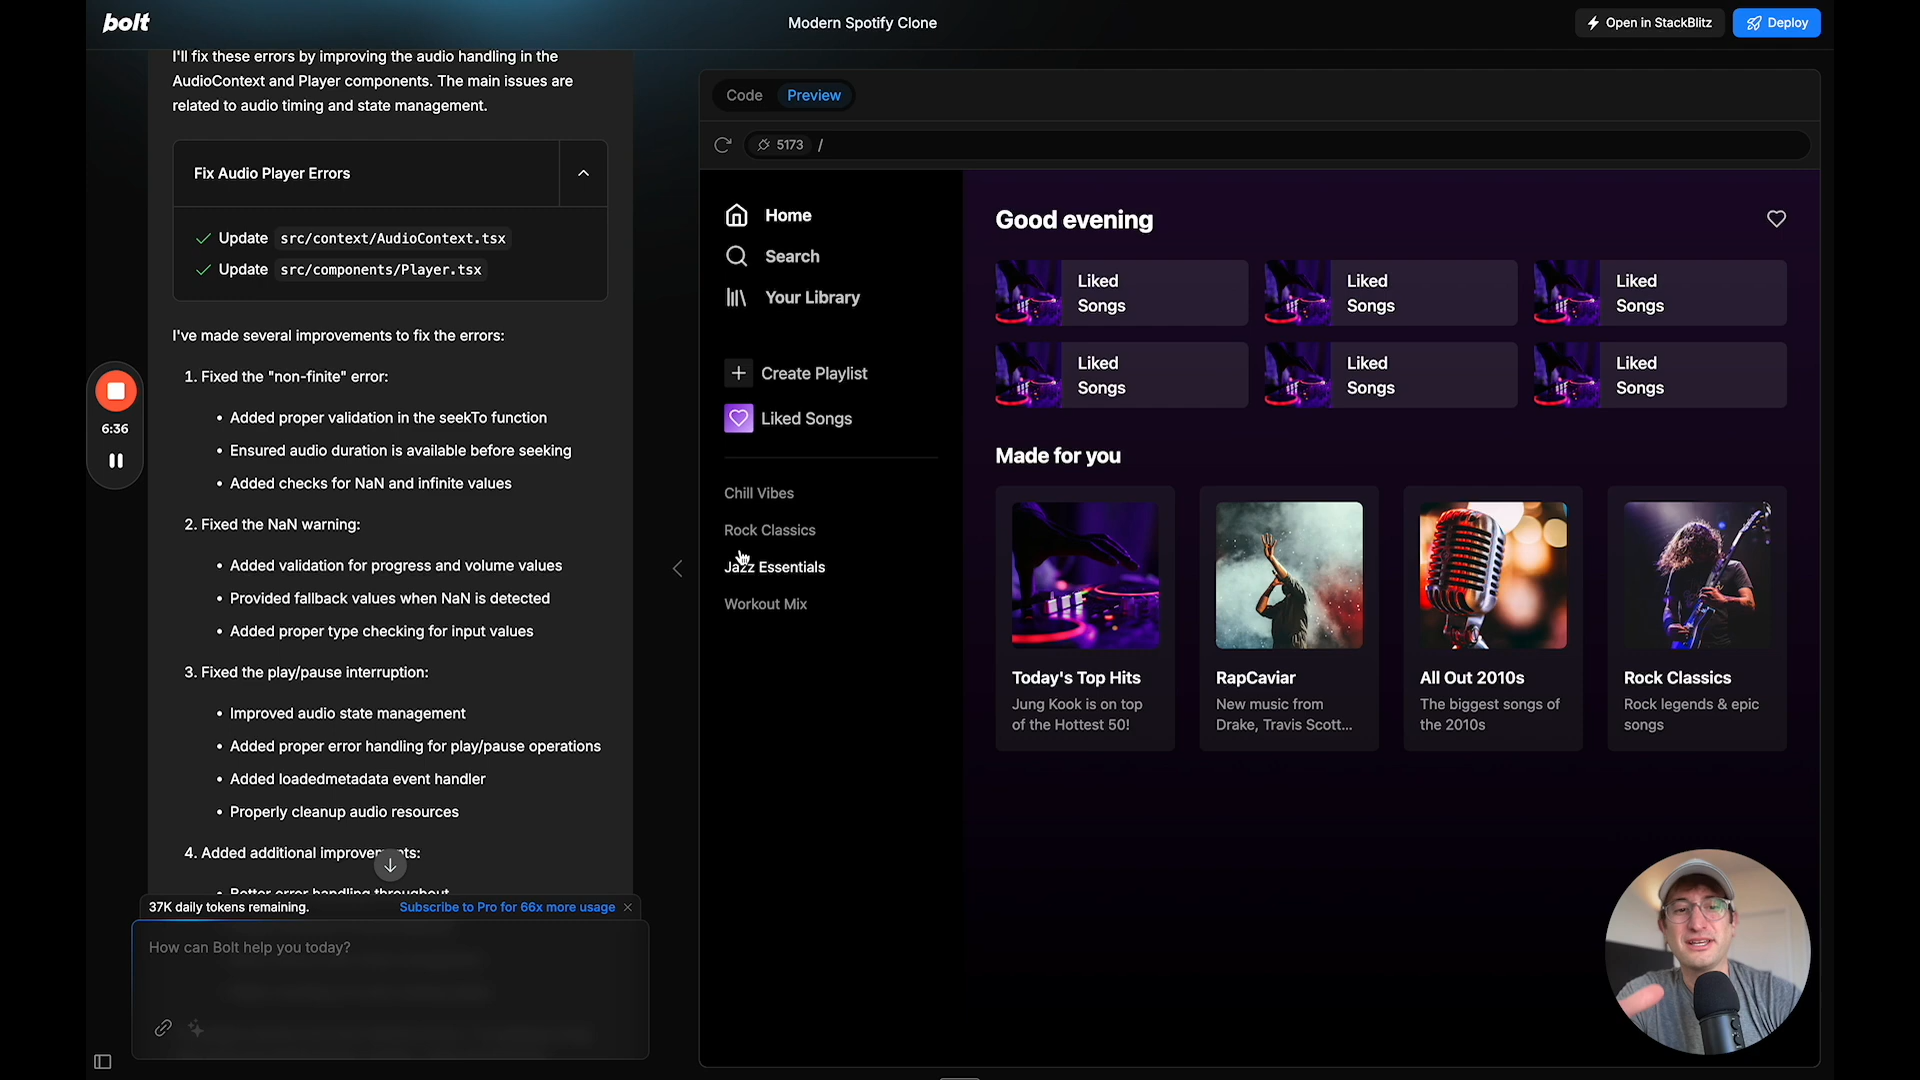 bolt
Modern Spotify Clone
Open in StackBlitz
Deploy
I'll fix these errors by improving the audio handling in the
AudioContext and Player components. The main issues are
related to audio timing and state management.
Fix Audio Player Errors
Update src/context/AudioContext.tsx
Update src/components/Player.tsx
I've made several improvements to fix the errors:
1. Fixed the "non-finite" error:
• Added proper validation in the seekTo function
• Ensured audio duration is available before seeking
• Added checks for NaN and infinite values
2. Fixed the NaN warning:
• Added validation for progress and volume values
• Provided fallback values when NaN is detected
• Added proper type checking for input values
3. Fixed the play/pause interruption:
• Improved audio state management
• Added proper error handling for play/pause operations
• Added loadedmetadata event handler
• Properly cleanup audio resources
4. Added additional improvements:
• Better error handling throughout
37K daily tokens remaining.
Subscribe to Pro for 66x more usage
How can Bolt help you today?
6:36
Code
Preview
5173
/
Home
Search
Your Library
Create Playlist
Liked Songs
Chill Vibes
Rock Classics
Jazz Essentials
Workout Mix
Good evening
Liked
Songs
Liked
Songs
Liked
Songs
Liked
Songs
Liked
Songs
Liked
Songs
Made for you
Today's Top Hits
Jung Kook is on top
of the Hottest 50!
RapCaviar
New music from
Drake, Travis Scott...
All Out 2010s
The biggest songs of
the 2010s
Rock Classics
Rock legends & epic
songs